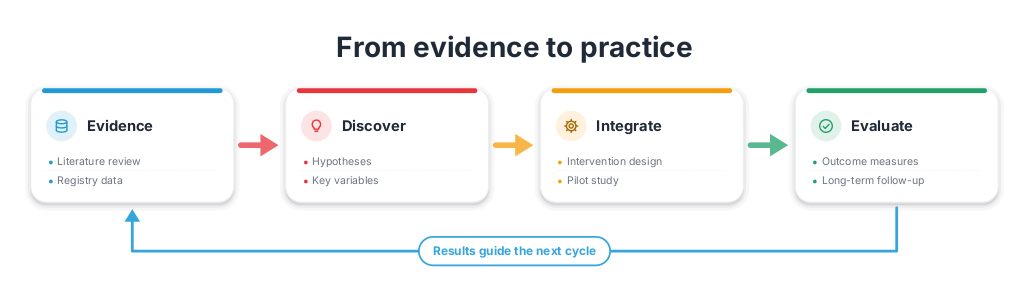 From evidence to practice
Evidence
• Literature review
• Registry data
Discover
• Hypotheses
• Key variables
Integrate
• Intervention design
• Pilot study
Evaluate
• Outcome measures
• Long-term follow-up
Results guide the next cycle